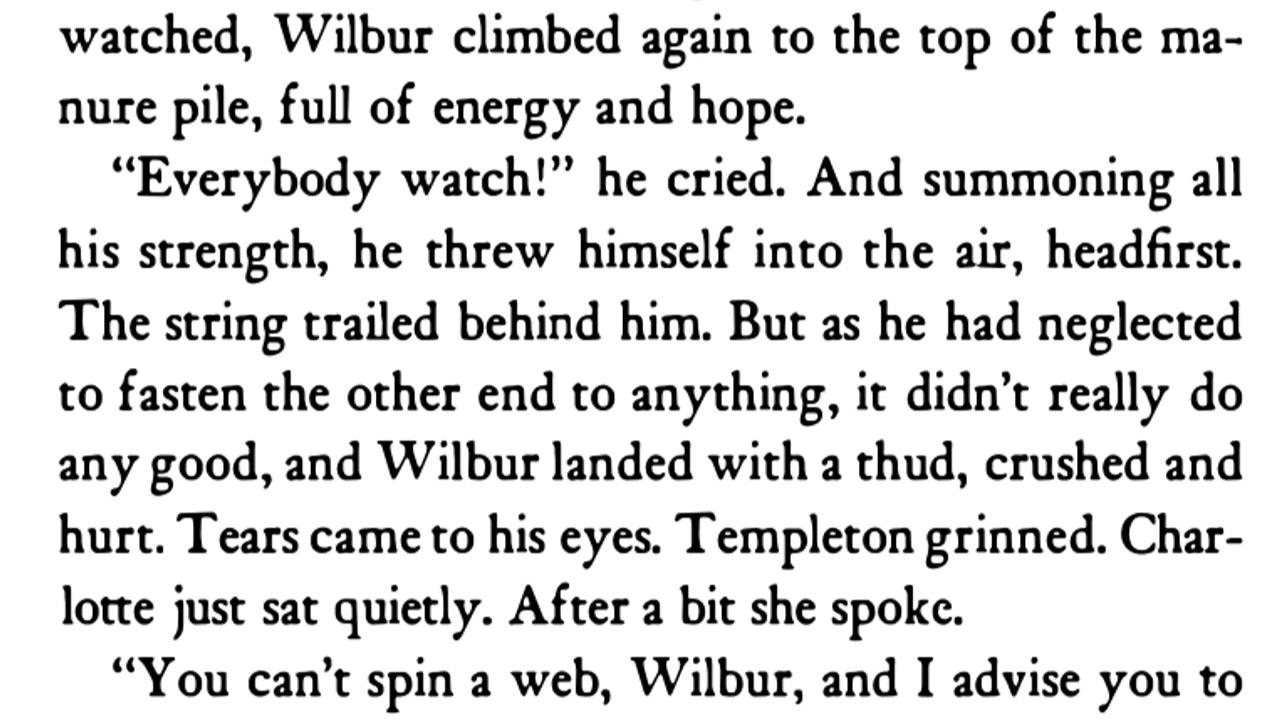 watched, Wilbur climbed again to the top of the ma-
nure pile, full of energy and hope.
“Everybody watch!” he cried. And summoning all
his strength, he threw himself into the air, headfirst.
The string trailed behind him. But as he had neglected
to fasten the other end to anything, it didn’t really do
any good, and Wilbur landed with a thud, crushed and
hurt. Tears came to his eyes. Templeton grinned. Char-
lotte just sat quietly. After a bit she spoke.
“You can’t spin a web, Wilbur, and I advise you to